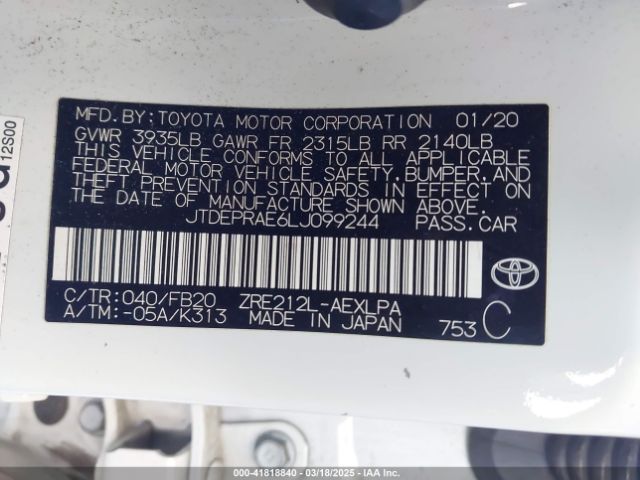 MFD. BY: TOYOTA MOTOR CORPORATION 01/20
GVWR 3935LB GAWR FR 2315LB RR 2140LB
THIS VEHICLE CONFORMS TO ALL APPLICABLE
FEDERAL MOTOR VEHICLE SAFETY, BUMPER, AND
THEFT PREVENTION STANDARDS IN EFFECT ON
THE DATE OF MANUFACTURE SHOWN ABOVE.
JTDEPRAE6LJ099244 PASS. CAR
C/TR: 040/FB20 ZRE212L-AEXLPA
A/TM: -05A/K313 MADE IN JAPAN 753 C
12S00
000-41818840 - 03/18/2025 - IAA Inc.